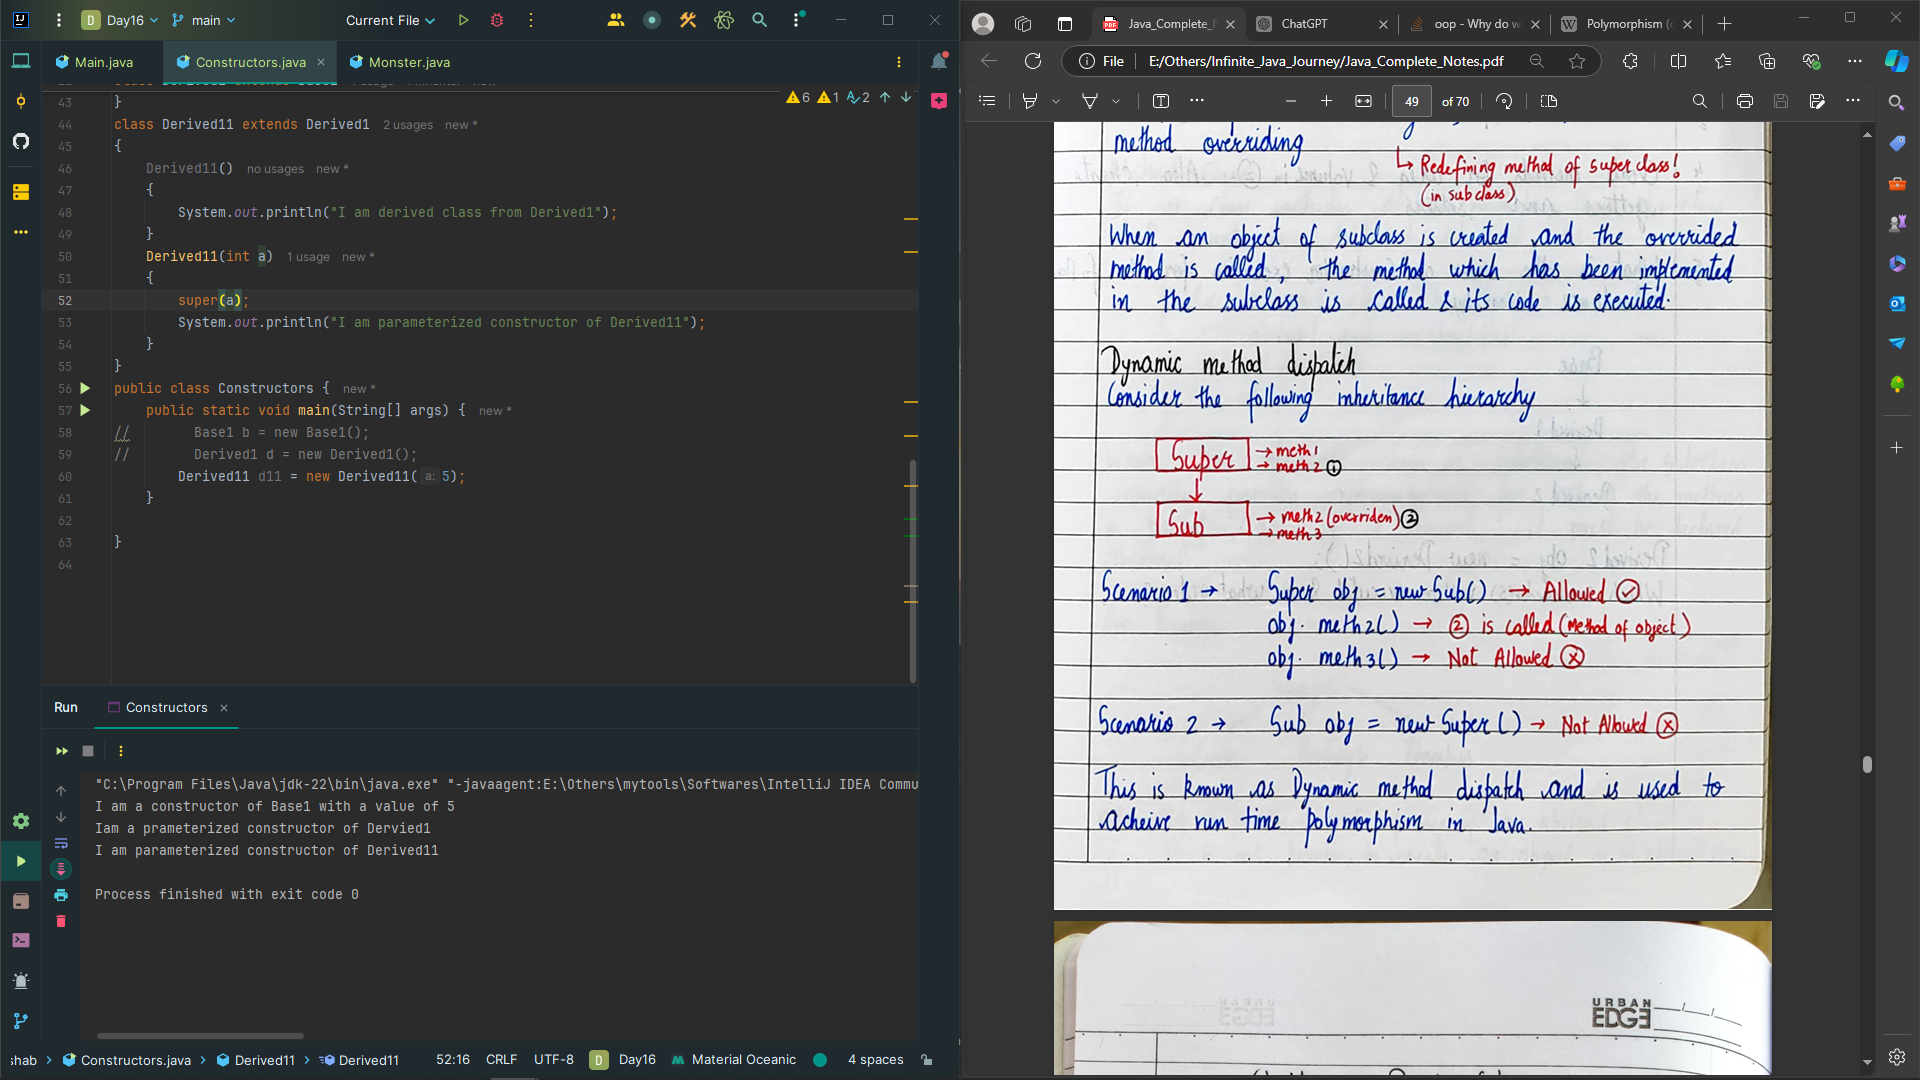 Day16
main
Current File
Main.java
Constructors.java
Monster.java
6 1 2
43 }
44 class Derived11 extends Derived1 2 usages new *
45 {
46 Derived11() no usages new *
47 {
48 System.out.println("I am derived class from Derived1");
49 }
50 Derived11(int a) 1 usage new *
51 {
52 super(a);
53 System.out.println("I am parameterized constructor of Derived11");
54 }
55 }
56 public class Constructors { new *
57 public static void main(String[] args) { new *
58 // Base1 b = new Base1();
59 // Derived1 d = new Derived1();
60 Derived11 d11 = new Derived11( a: 5);
61 }
62
63 }
64
Run Constructors
"C:\Program Files\Java\jdk-22\bin\java.exe" "-javaagent:E:\Others\mytools\Softwares\IntelliJ IDEA Commu
I am a constructor of Base1 with a value of 5
Iam a prameterized constructor of Dervied1
I am parameterized constructor of Derived11
Process finished with exit code 0
shab > Constructors.java > Derived11 > Derived11 52:16 CRLF UTF-8 D Day16 Material Oceanic 4 spaces
Java_Complete_N
ChatGPT
oop - Why do w
Polymorphism (c
File E:/Others/Infinite_Java_Journey/Java_Complete_Notes.pdf
49 of 70
method overriding
↳ Redefining method of super class!
(in subclass)
When an object of subclass is created and the overrided
method is called, the method which has been implemented
in the subclass is called & its code is executed.
Dynamic method dispatch
Consider the following inheritance hierarchy
Super → meth1
→ meth2 ①
Sub → meth2 (overriden) ②
→ meth3
Scenario 1 → Super obj = new Sub() → Allowed
obj. meth2() → ② is called (method of object)
obj. meth3() → Not Allowed
Scenario 2 → Sub obj = new Super() → Not Allowed
This is known as Dynamic method dispatch and is used to
acheive run time polymorphism in Java.
URBAN
EDGE